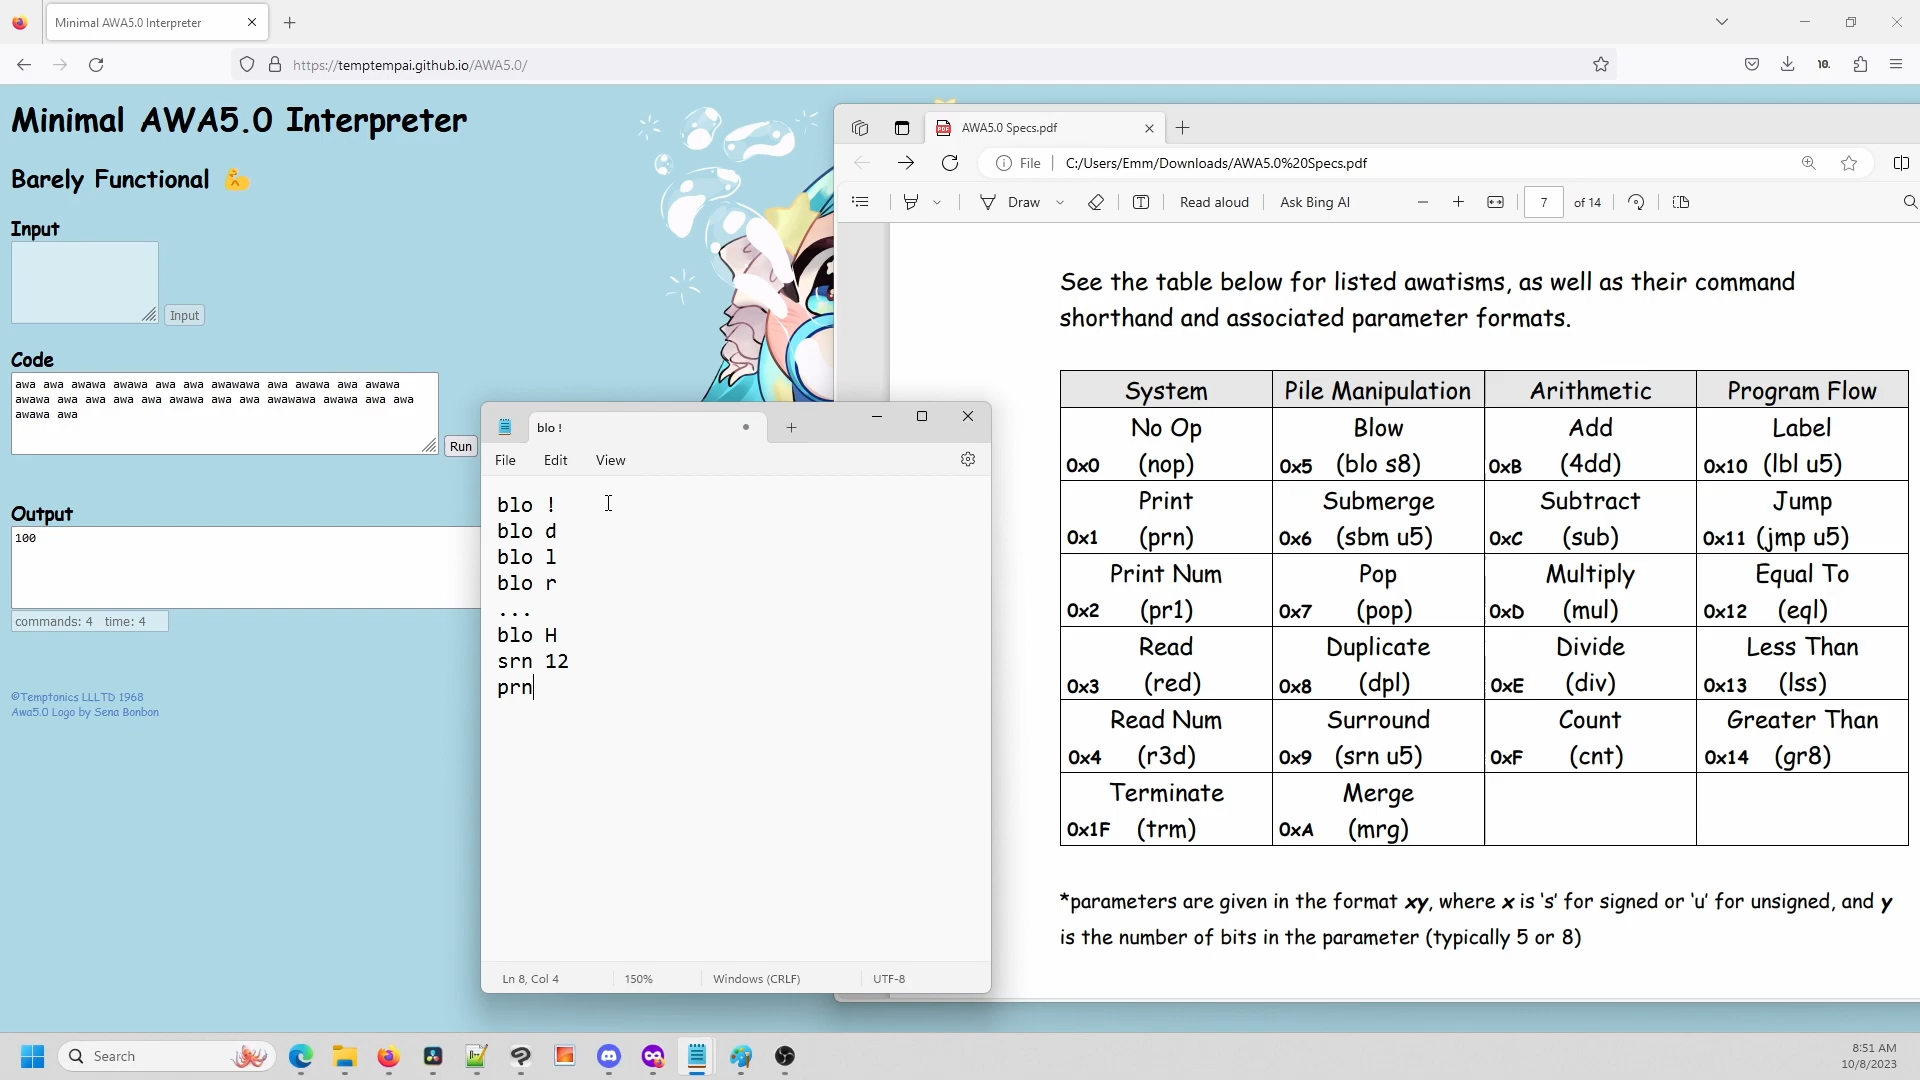 Minimal AWA5.0 Interpreter
https://temptempai.github.io/AWA5.0/
10.
Minimal AWA5.0 Interpreter
Barely Functional 💪
Input
Input
Code
awa awa awawa awawa awa awa awawawa awa awawa awa awawa
awawa awa awa awa awa awawa awa awa awawawa awawa awa awa
awawa awa
Run
Output
100
commands: 4 time: 4
©Temptonics LLLTD 1968
Awa5.0 Logo by Sena Bonbon
blo !
File Edit View
blo !
blo d
blo l
blo r
...
blo H
srn 12
prn
Ln 8, Col 4 150% Windows (CRLF) UTF-8
AWA5.0 Specs.pdf
File C:/Users/Emm/Downloads/AWA5.0%20Specs.pdf
Draw Read aloud Ask Bing AI 7 of 14
See the table below for listed awatisms, as well as their command
shorthand and associated parameter formats.
System Pile Manipulation Arithmetic Program Flow
No Op Blow Add Label
0x0 (nop) 0x5 (blo s8) 0xB (4dd) 0x10 (lbl u5)
Print Submerge Subtract Jump
0x1 (prn) 0x6 (sbm u5) 0xC (sub) 0x11 (jmp u5)
Print Num Pop Multiply Equal To
0x2 (pr1) 0x7 (pop) 0xD (mul) 0x12 (eql)
Read Duplicate Divide Less Than
0x3 (red) 0x8 (dpl) 0xE (div) 0x13 (lss)
Read Num Surround Count Greater Than
0x4 (r3d) 0x9 (srn u5) 0xF (cnt) 0x14 (gr8)
Terminate Merge
0x1F (trm) 0xA (mrg)
*parameters are given in the format xy, where x is ‘s’ for signed or ‘u’ for unsigned, and y
is the number of bits in the parameter (typically 5 or 8)
Search
8:51 AM
10/8/2023